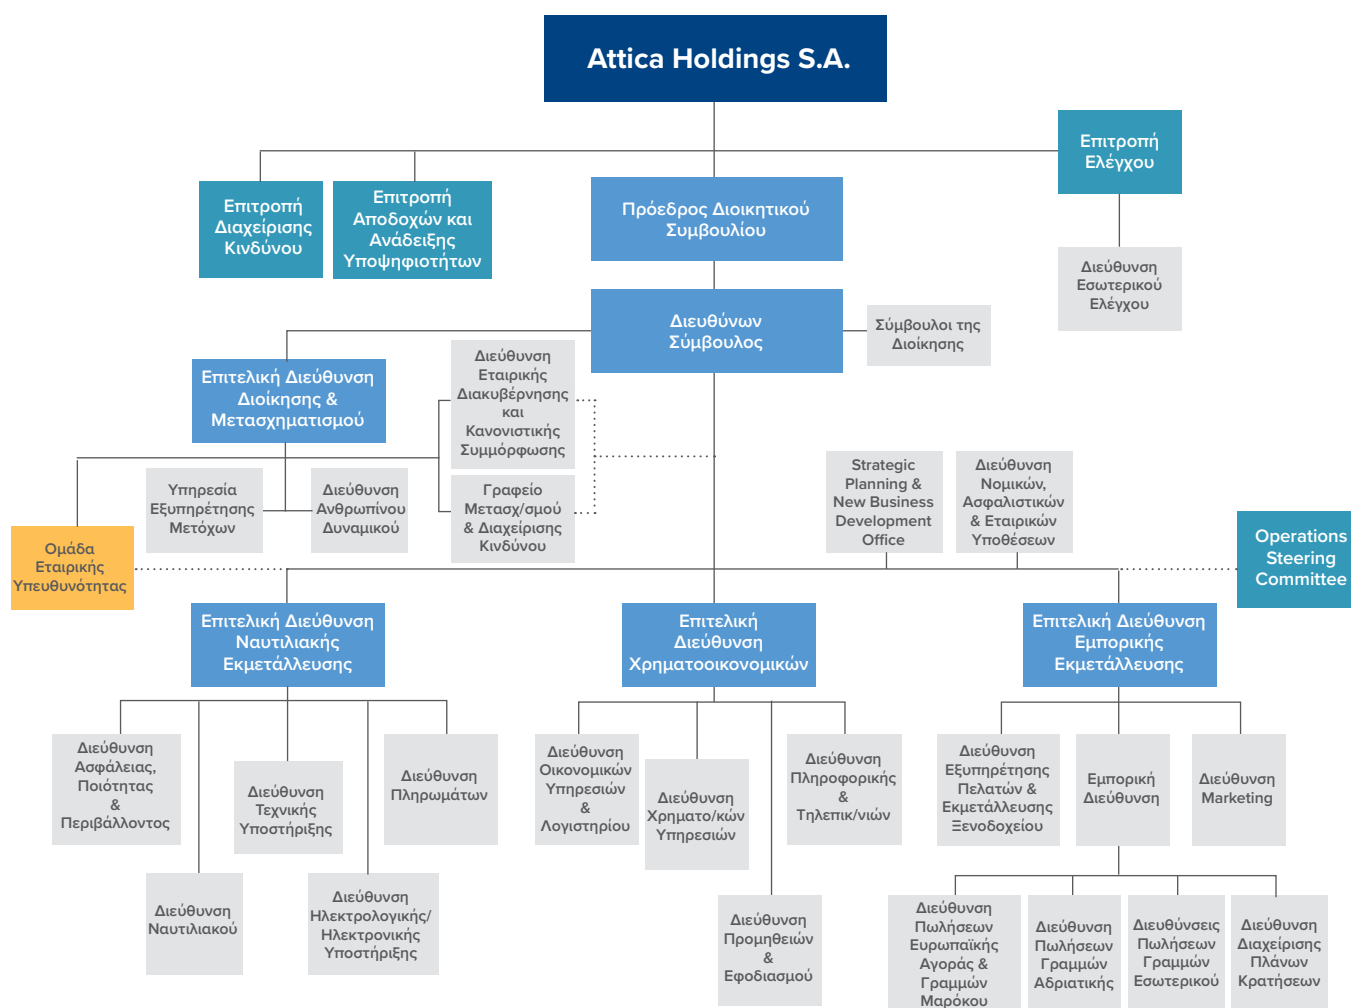 Attica Holdings S.A.
Επιτροπή
Ελέγχου
Επιτροπή
Διαχείρισης
Κινδύνου
Επιτροπή
Αποδοχών και
Ανάδειξης
Υποψηφιοτήτων
Πρόεδρος Διοικητικού
Συμβουλίου
Διεύθυνση
Εσωτερικού
Ελέγχου
Διευθύνων
Σύμβουλος
Σύμβουλοι της
Διοίκησης
Επιτελική Διεύθυνση
Διοίκησης &
Μετασχηματισμού
Διεύθυνση
Εταιρικής
Διακυβέρνησης
και
Κανονιστικής
Συμμόρφωσης
Υπηρεσία
Εξυπηρέτησης
Μετόχων
Διεύθυνση
Ανθρωπίνου
Δυναμικού
Γραφείο
Μετασχ/σμού
& Διαχείρισης
Κινδύνου
Strategic
Planning &
New Business
Development
Office
Διεύθυνση
Νομικών,
Ασφαλιστικών
& Εταιρικών
Υποθέσεων
Ομάδα
Εταιρικής
Υπευθυνότητας
Operations
Steering
Committee
Επιτελική Διεύθυνση
Ναυτιλιακής
Εκμετάλλευσης
Επιτελική
Διεύθυνση
Χρηματοοικονομικών
Επιτελική Διεύθυνση
Εμπορικής
Εκμετάλλευσης
Διεύθυνση
Ασφάλειας,
Ποιότητας
&
Περιβάλλοντος
Διεύθυνση
Τεχνικής
Υποστήριξης
Διεύθυνση
Πληρωμάτων
Διεύθυνση
Οικονομικών
Υπηρεσιών
&
Λογιστηρίου
Διεύθυνση
Χρηματο/κών
Υπηρεσιών
Διεύθυνση
Πληροφορικής
&
Τηλεπικ/νιών
Διεύθυνση
Εξυπηρέτησης
Πελατών &
Εκμετάλλευσης
Ξενοδοχείου
Εμπορική
Διεύθυνση
Διεύθυνση
Marketing
Διεύθυνση
Ναυτιλιακού
Διεύθυνση
Ηλεκτρολογικής/
Ηλεκτρονικής
Υποστήριξης
Διεύθυνση
Προμηθειών
&
Εφοδιασμού
Διεύθυνση
Πωλήσεων
Ευρωπαϊκής
Αγοράς &
Γραμμών
Μαρόκου
Διεύθυνση
Πωλήσεων
Γραμμών
Αδριατικής
Διευθύνσεις
Πωλήσεων
Γραμμών
Εσωτερικού
Διεύθυνση
Διαχείρισης
Πλάνων
Κρατήσεων